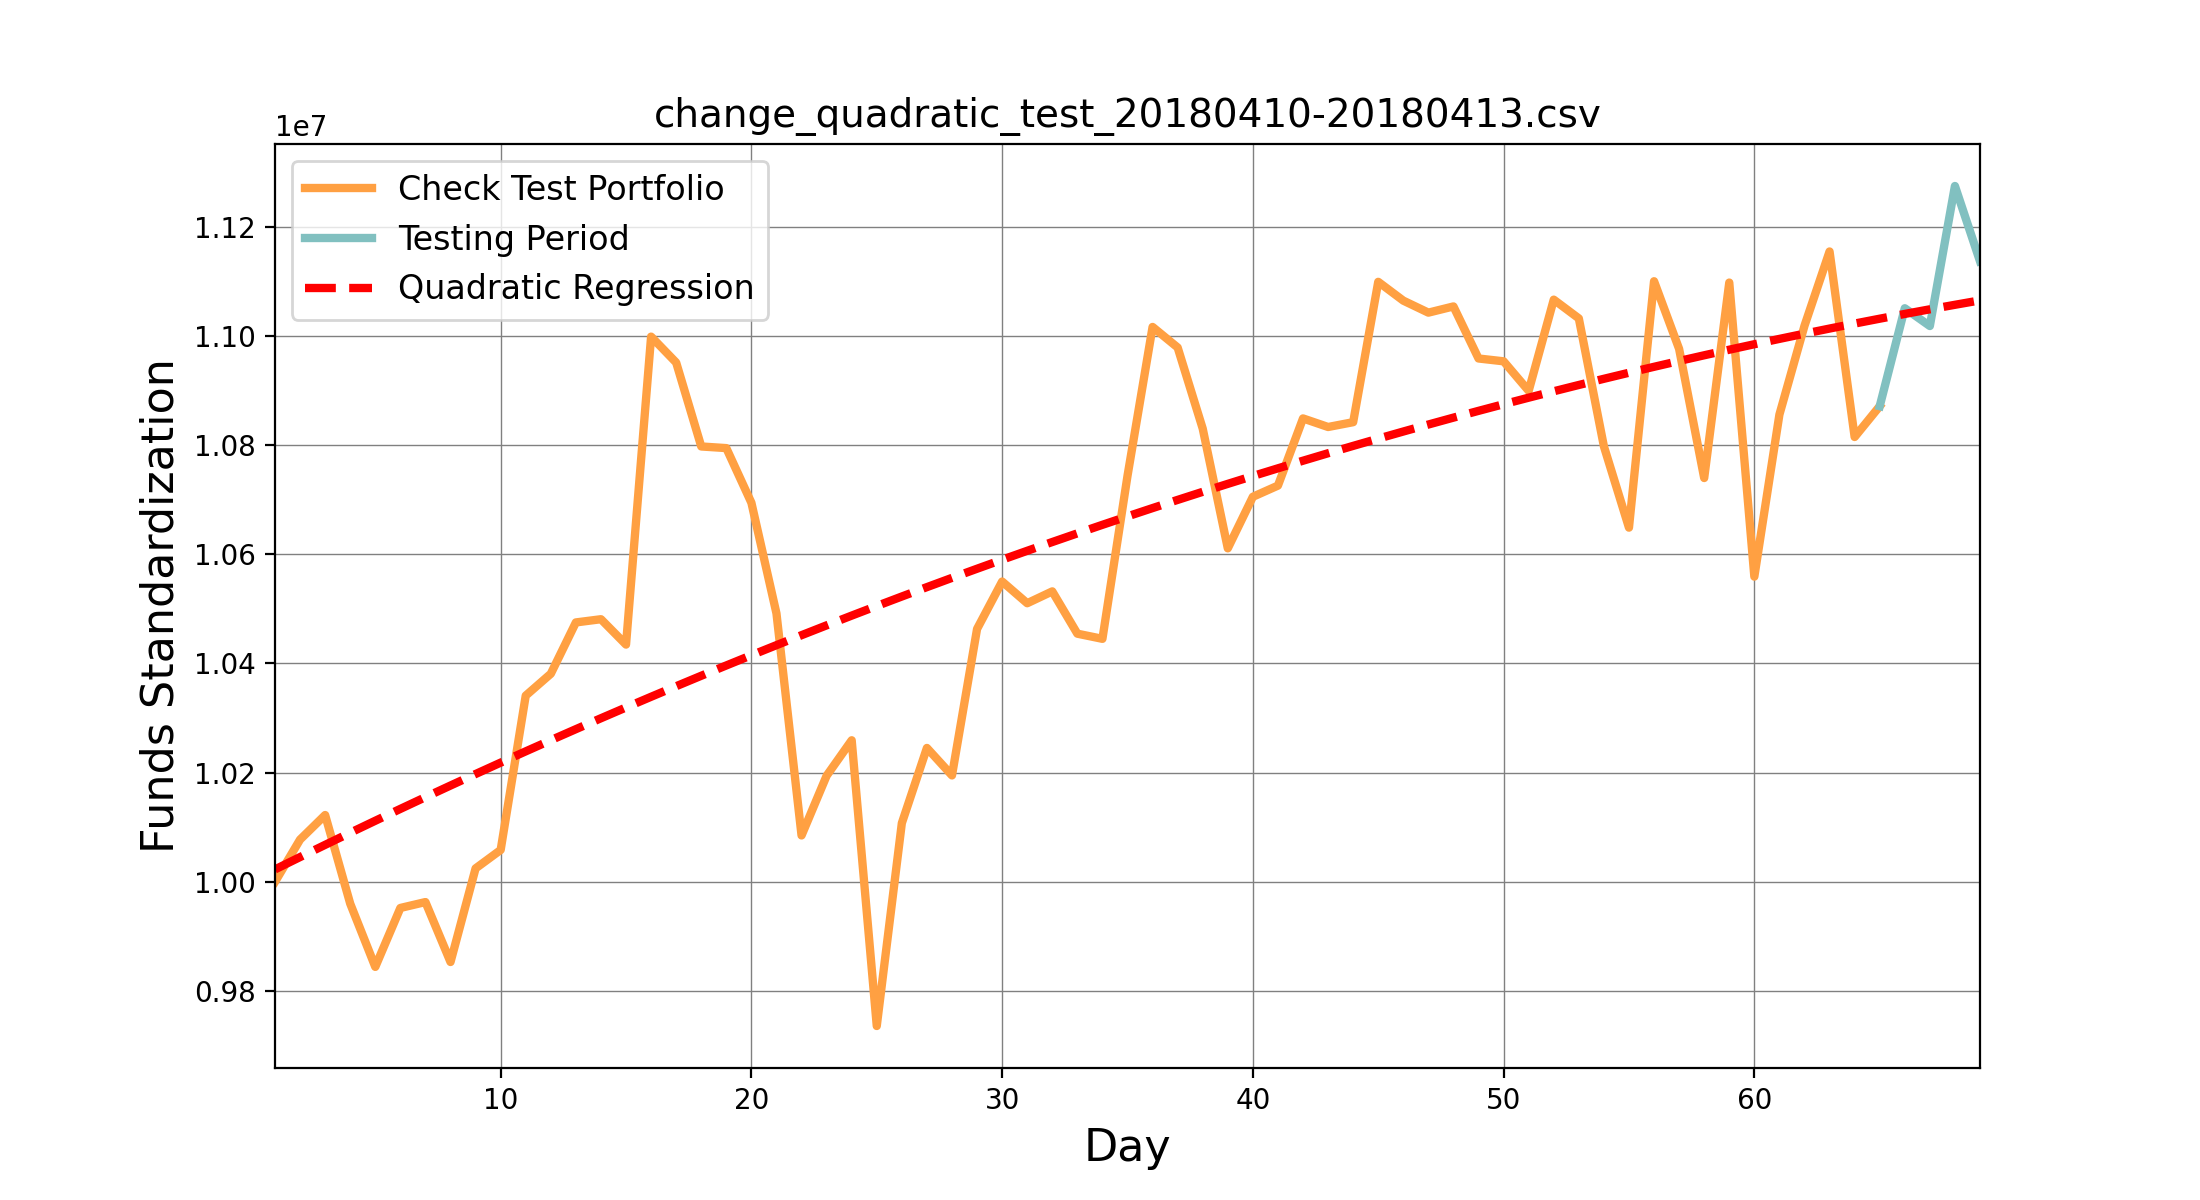 change_quadratic_test_20180410-20180413.csv
1e7
Check Test Portfolio
Testing Period
Quadratic Regression
1.12
1.10
1.08
1.06
1.04
1.02
1.00
0.98
Funds Standardization
10 20 30 40 50 60
Day